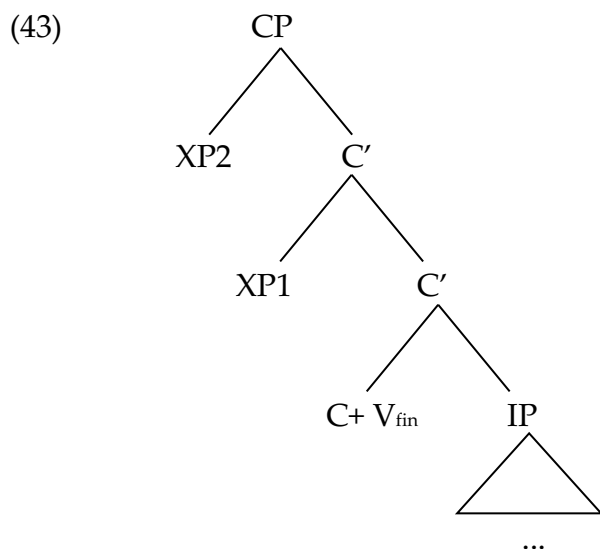 (43) CP
XP2 C′
XP1 C′
C+ Vfin IP
...